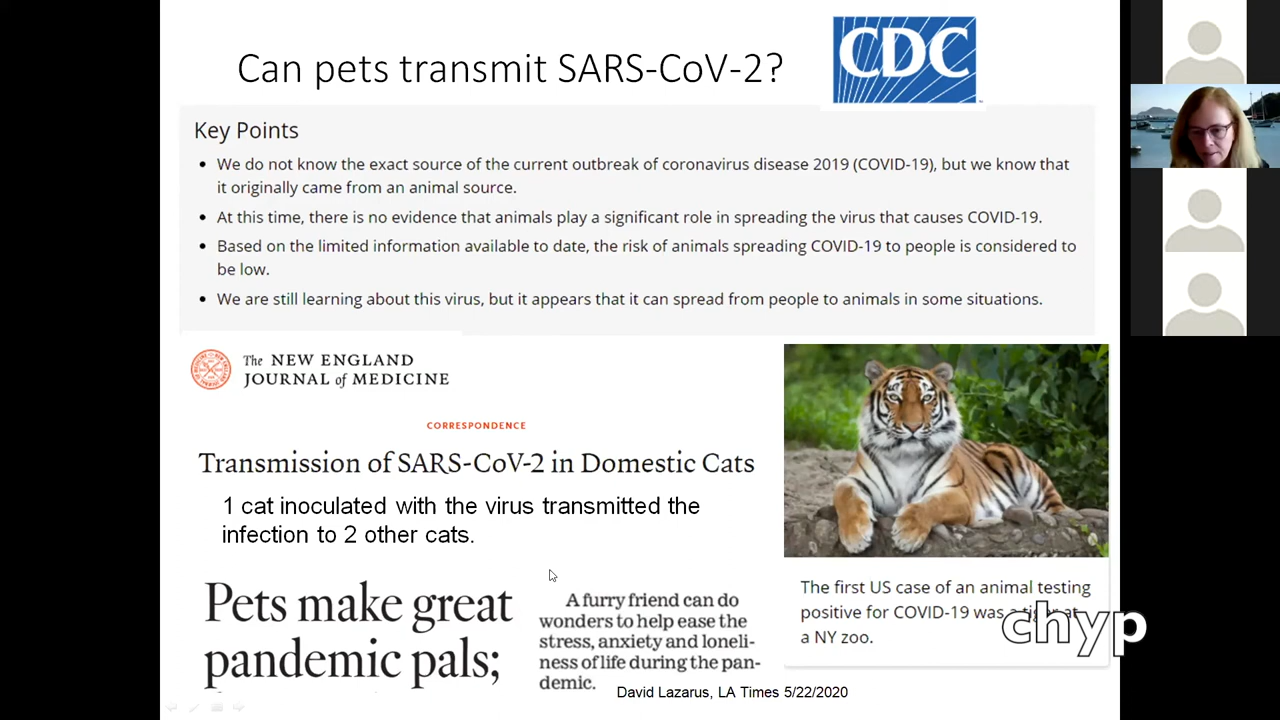 Can pets transmit SARS-CoV-2?
CDC
Key Points
We do not know the exact source of the current outbreak of coronavirus disease 2019 (COVID-19), but we know that
it originally came from an animal source.
At this time, there is no evidence that animals play a significant role in spreading the virus that causes COVID-19.
Based on the limited information available to date, the risk of animals spreading COVID-19 to people is considered to
be low.
We are still learning about this virus, but it appears that it can spread from people to animals in some situations.
The NEW ENGLAND
JOURNAL of MEDICINE
CORRESPONDENCE
Transmission of SARS-CoV-2 in Domestic Cats
1 cat inoculated with the virus transmitted the
infection to 2 other cats.
Pets make great
pandemic pals;
A furry friend can do
wonders to help ease the
stress, anxiety and loneli-
ness of life during the pan-
demic.
David Lazarus, LA Times 5/22/2020
The first US case of an animal testing
positive for COVID-19 was a tiger at
a NY zoo.
chyp